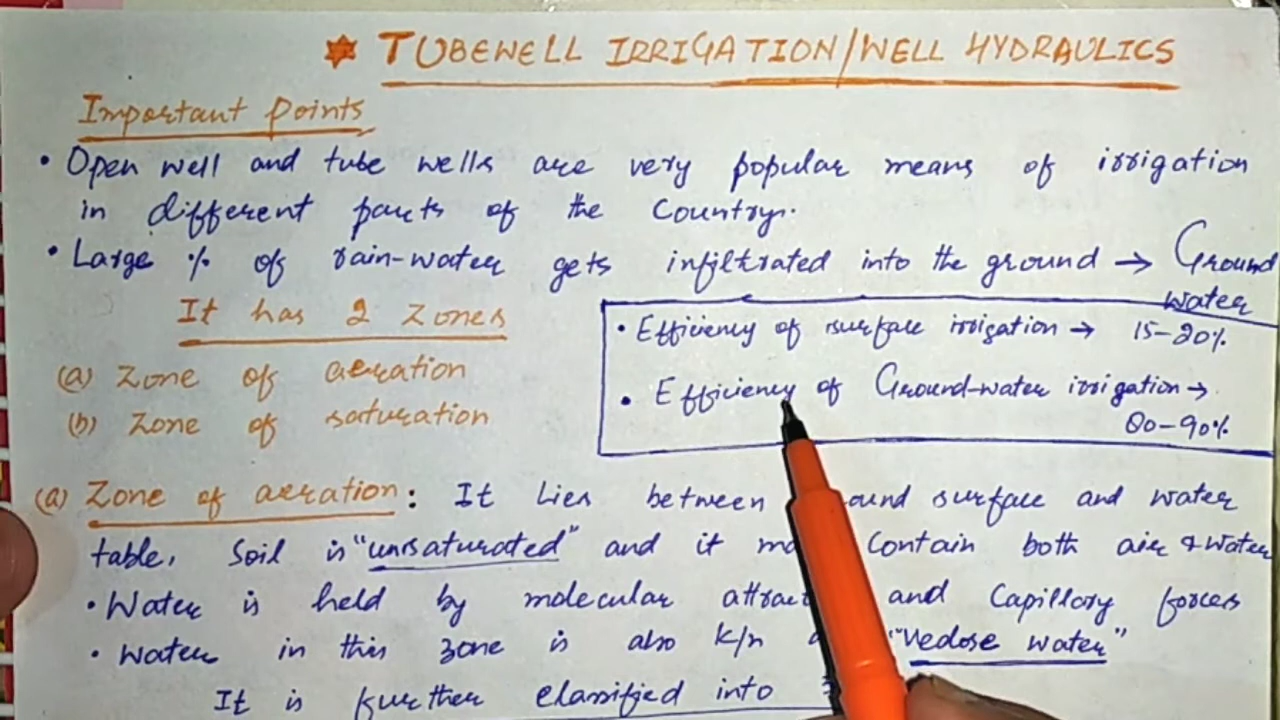 TUBEWELL IRRIGATION/WELL HYDRAULICS
Important Points
• Open well and tube wells are very popular means of irrigation
in different parts of the Country.
• Large % of rain-water gets infiltrated into the ground → Ground
water
It has 2 Zones
(a) Zone of aeration
(b) Zone of saturation
• Efficiency of surface irrigation → 15-20%
• Efficiency of Ground-water irrigation →
80-90%
(a) Zone of aeration: It lies between surface and water
table. Soil is "unsaturated" and it contain both air & water
• Water is held by molecular and Capillary forces
• Water in this zone is also k/n "Vedose water"
It is further classified into